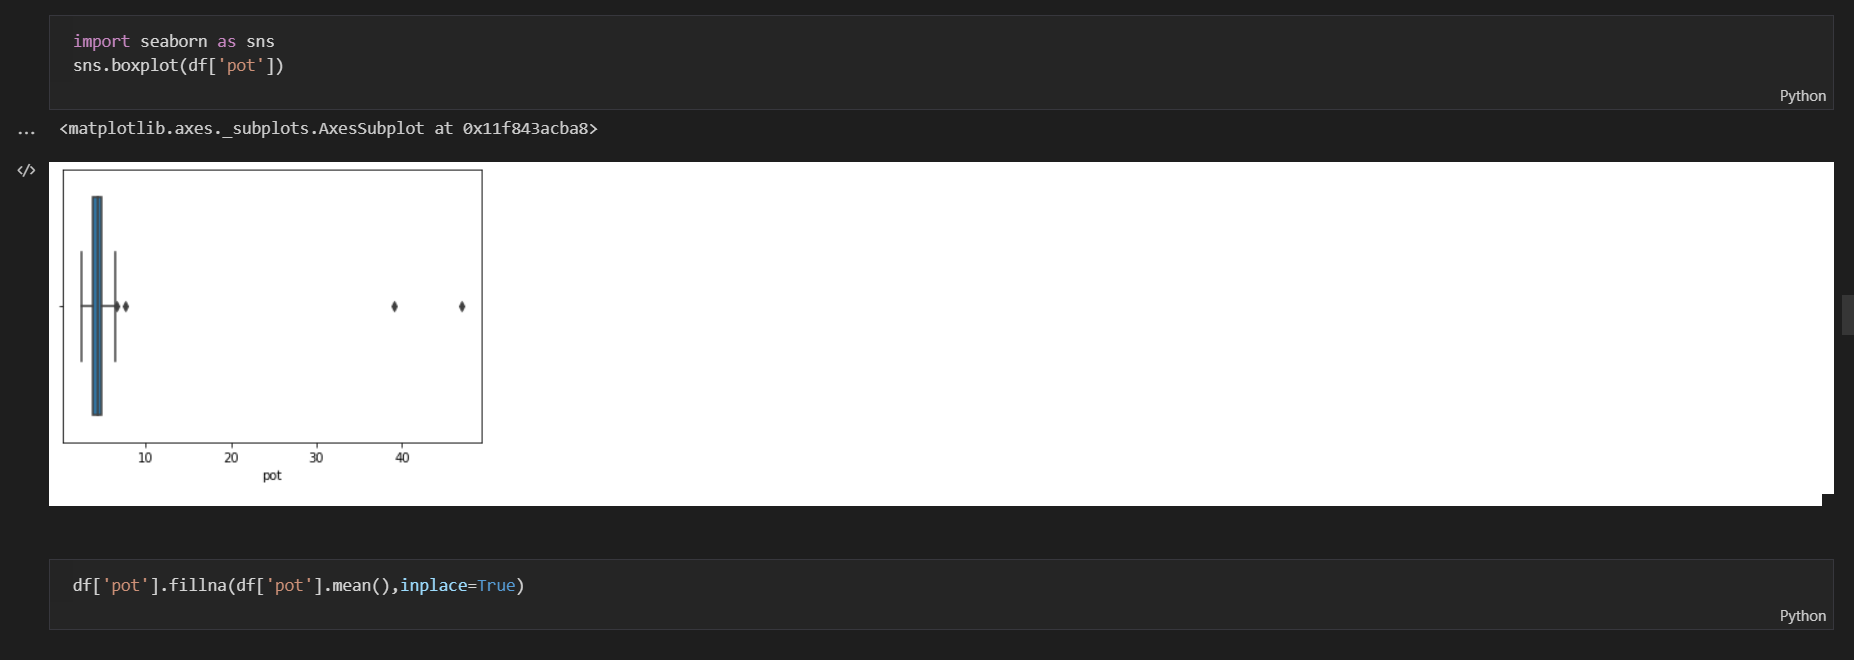 import seaborn as sns
sns.boxplot(df['pot'])
Python
... <matplotlib.axes._subplots.AxesSubplot at 0x11f843acba8>
</>
10 20 30 40
pot
df['pot'].fillna(df['pot'].mean(),inplace=True)
Python